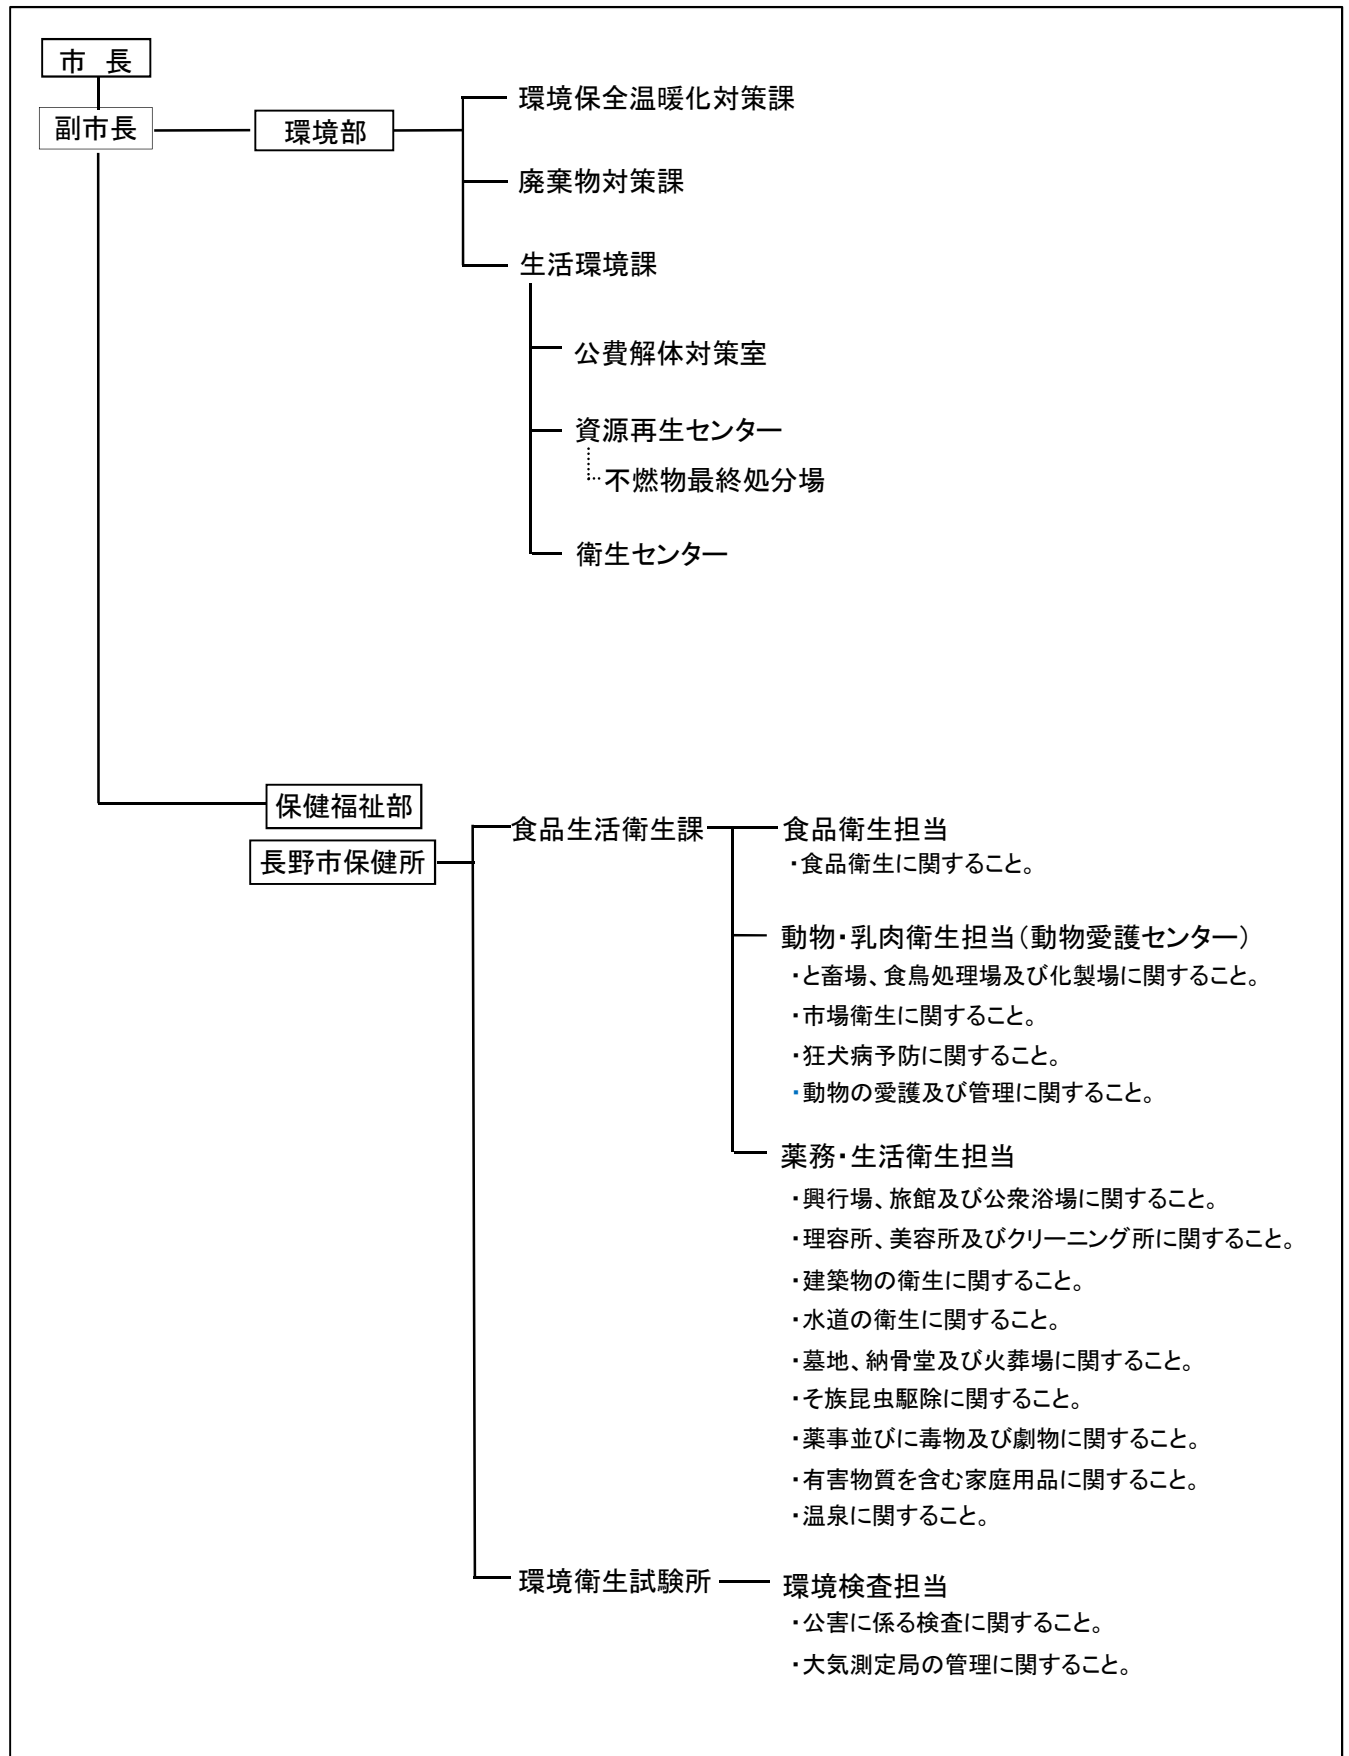 市　長
副市長
環境部
環境保全温暖化対策課
廃棄物対策課
生活環境課
公費解体対策室
資源再生センター
不燃物最終処分場
衛生センター
保健福祉部
長野市保健所
食品生活衛生課
食品衛生担当
・食品衛生に関すること。
動物・乳肉衛生担当（動物愛護センター）
・と畜場、食鳥処理場及び化製場に関すること。
・市場衛生に関すること。
・狂犬病予防に関すること。
・動物の愛護及び管理に関すること。
薬務・生活衛生担当
・興行場、旅館及び公衆浴場に関すること。
・理容所、美容所及びクリーニング所に関すること。
・建築物の衛生に関すること。
・水道の衛生に関すること。
・墓地、納骨堂及び火葬場に関すること。
・そ族昆虫駆除に関すること。
・薬事並びに毒物及び劇物に関すること。
・有害物質を含む家庭用品に関すること。
・温泉に関すること。
環境衛生試験所
環境検査担当
・公害に係る検査に関すること。
・大気測定局の管理に関すること。